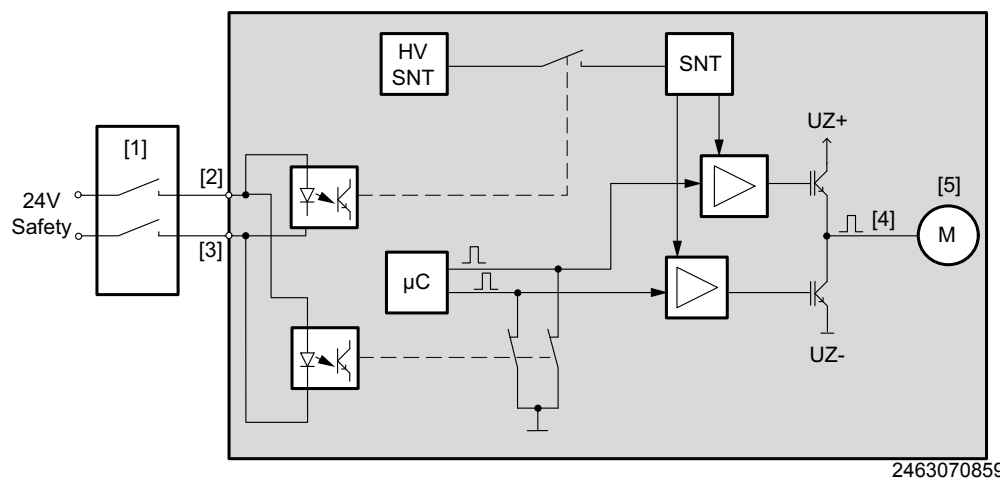 HV
SNT
SNT
[1]
UZ+
[2]
24V
Safety
[3]
[5]
[4]
M
µC
UZ-
2463070859